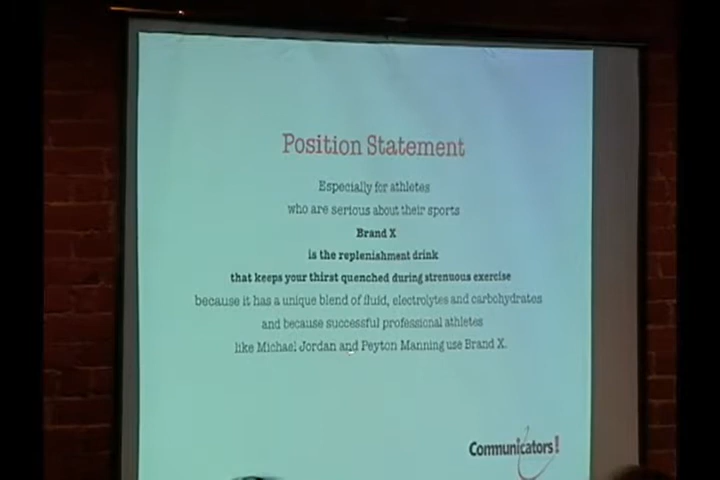 Position Statement
Especially for athletes
who are serious about their sports
Brand X
is the replenishment drink
that keeps your thirst quenched during strenuous exercise
because it has a unique blend of fluid, electrolytes and carbohydrates
and because successful professional athletes
like Michael Jordan and Peyton Manning use Brand X.
Communicators!